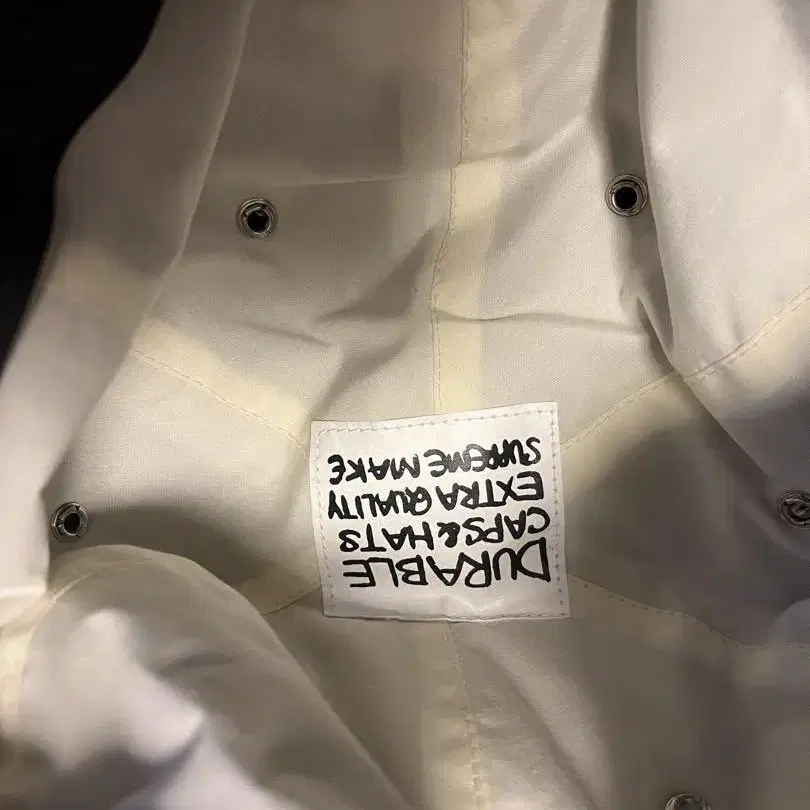 DURABLE
CAPS & HATS
EXTRA QUALITY
SUPREME MAKE